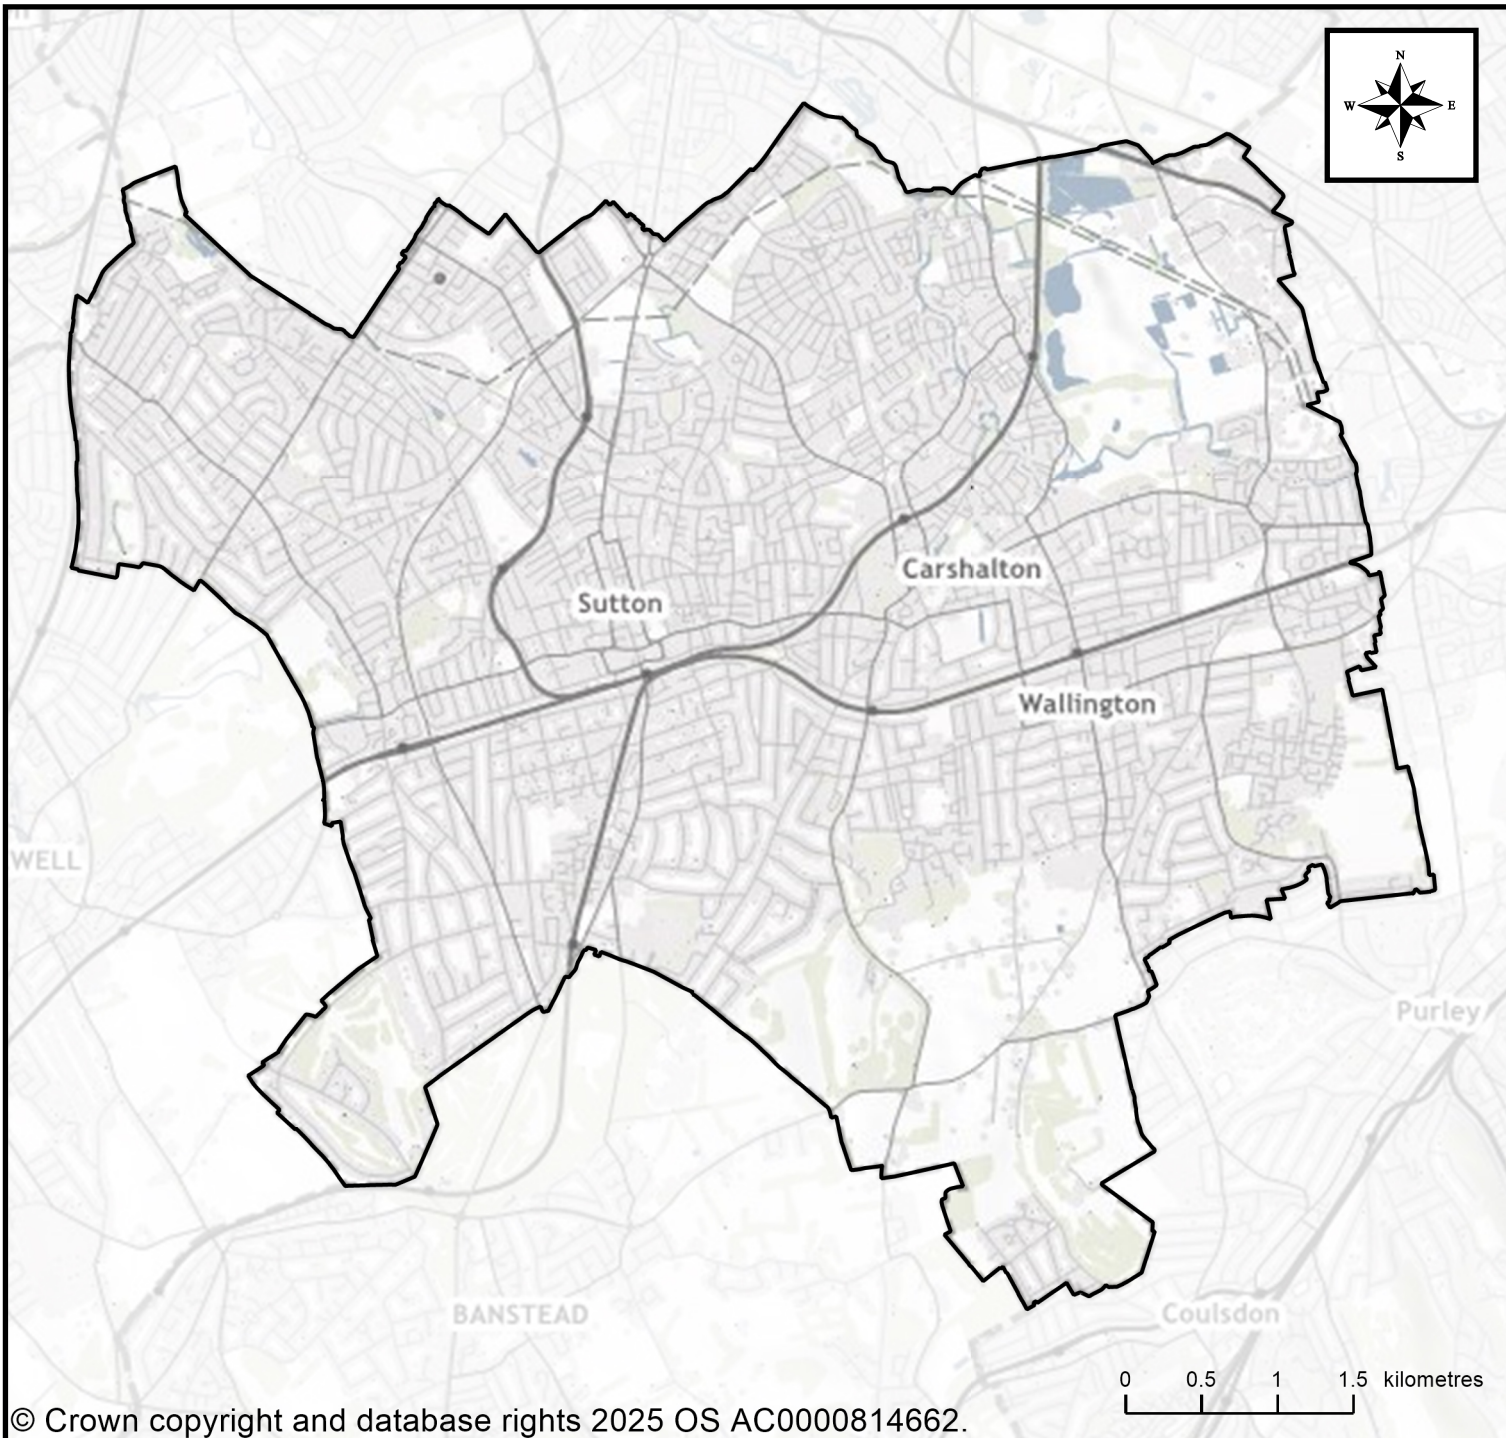 N
W E
S
Carshalton
Sutton
Wallington
WELL
Purley
BANSTEAD
Coulsdon
0 0.5 1 1.5 kilometres
© Crown copyright and database rights 2025 OS AC0000814662.